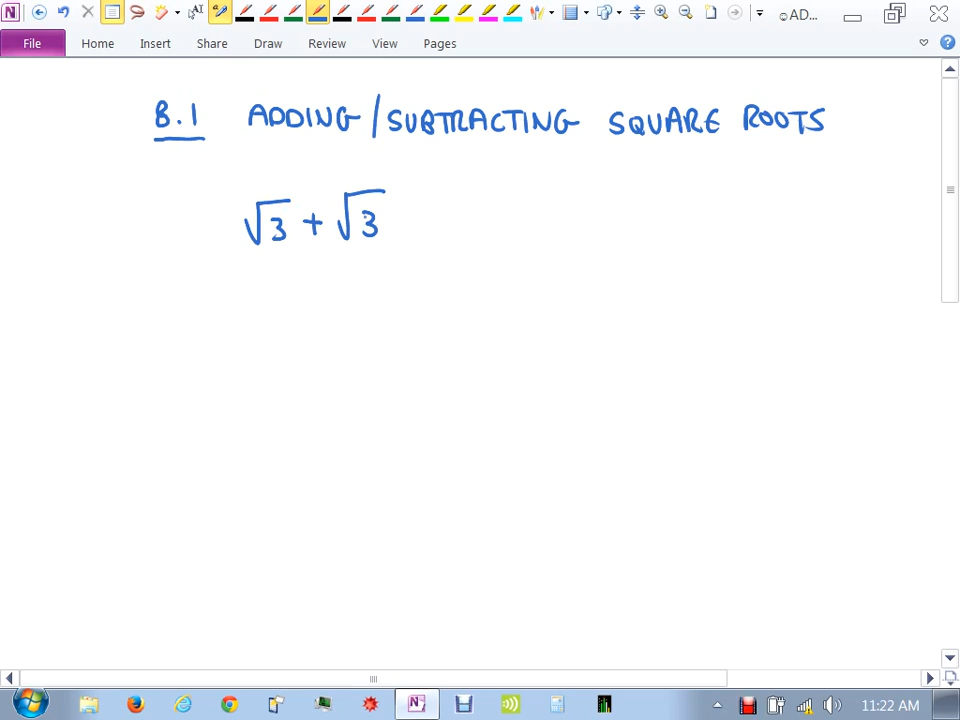 AD...
File Home Insert Share Draw Review View Pages
8.1 ADDING/SUBTRACTING SQUARE ROOTS
√3 + √3
11:22 AM